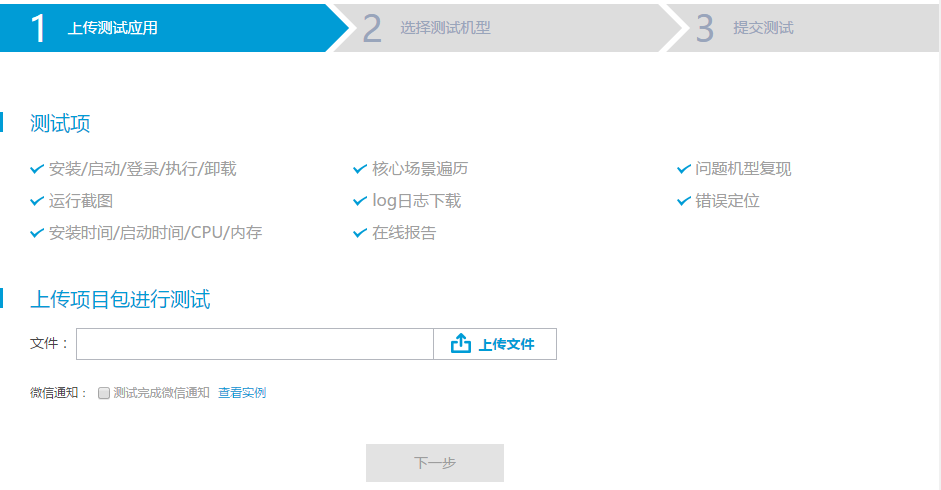 1 上传测试应用 2 选择测试机型 3 提交测试
测试项
安装/启动/登录/执行/卸载 核心场景遍历 问题机型复现
运行截图 log日志下载 错误定位
安装时间/启动时间/CPU/内存 在线报告
上传项目包进行测试
文件： 上传文件
微信通知： 测试完成微信通知 查看实例
下一步